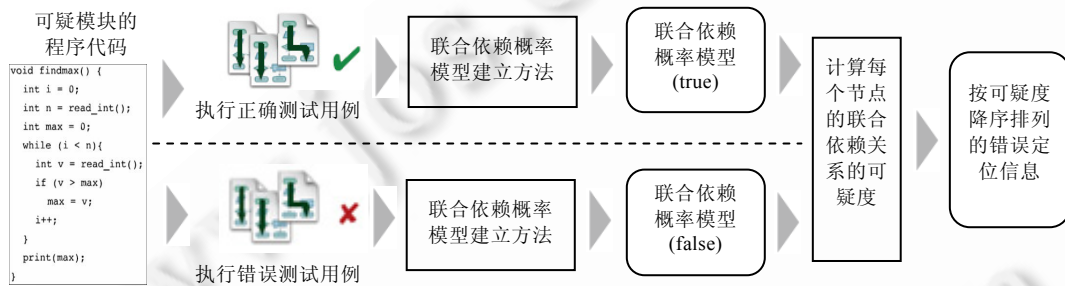 可疑模块的
程序代码
void findmax() {
int i = 0;
int n = read_int();
int max = 0;
while (i < n){
int v = read_int();
if (v > max)
max = v;
i++;
}
print(max);
}
执行正确测试用例
联合依赖概率
模型建立方法
联合依赖
概率模型
(true)
执行错误测试用例
联合依赖概率
模型建立方法
联合依赖
概率模型
(false)
计算每
个节点
的联合
依赖关
系的可
疑度
按可疑度
降序排列
的错误定
位信息